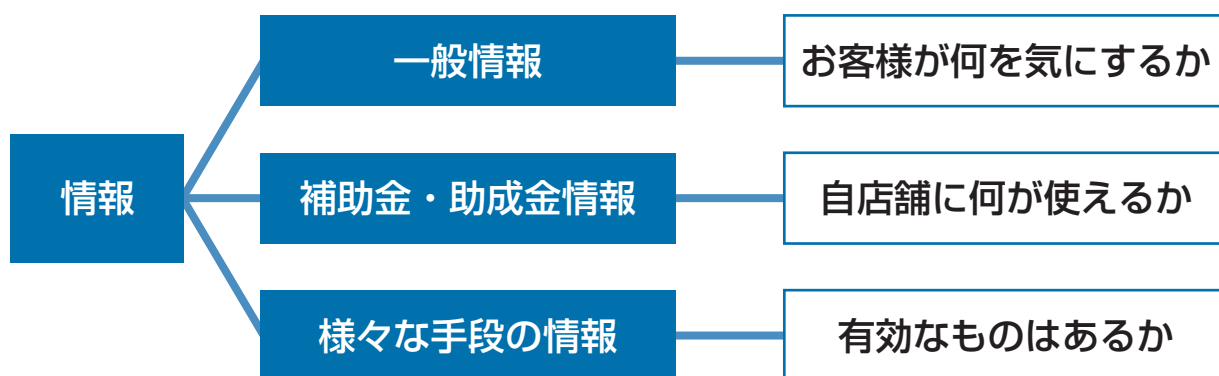 情報
一般情報
お客様が何を気にするか
補助金・助成金情報
自店舗に何が使えるか
様々な手段の情報
有効なものはあるか